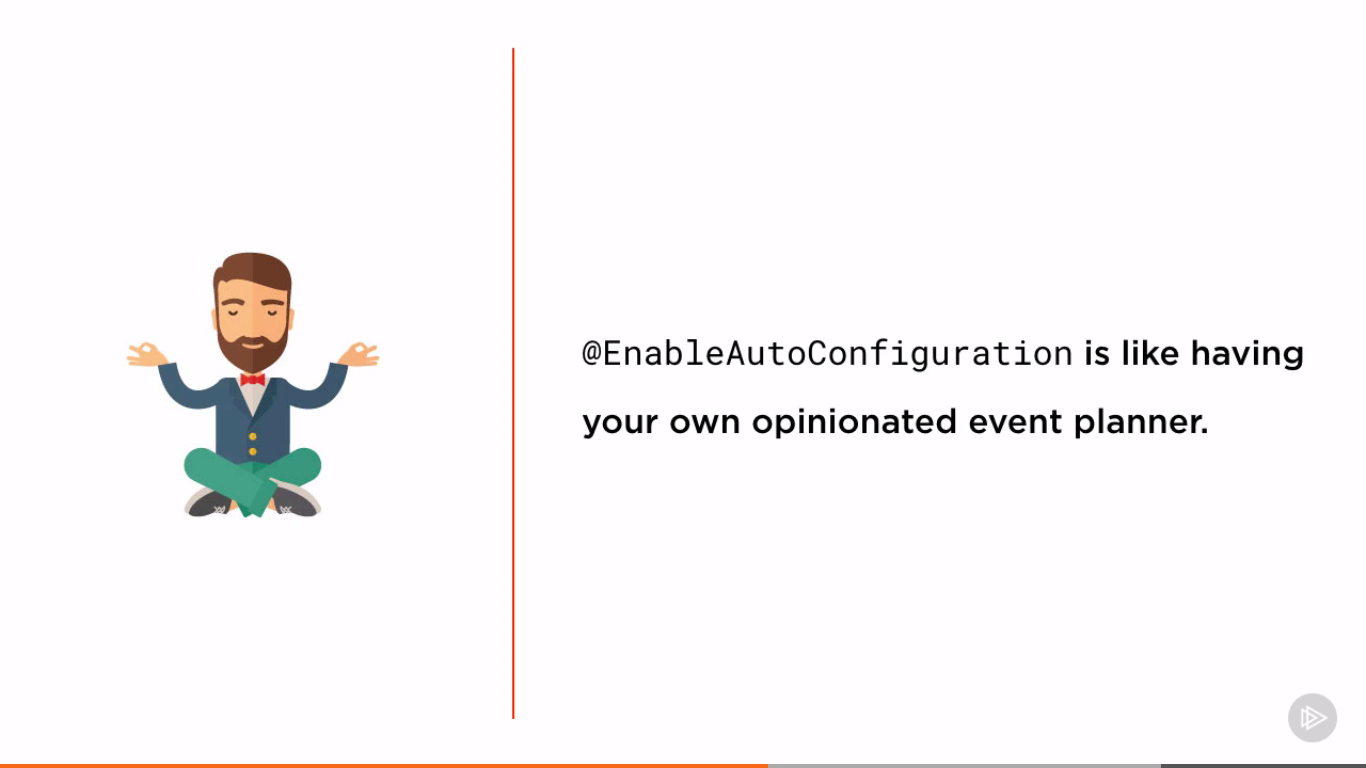 @EnableAutoConfiguration is like having
your own opinionated event planner.